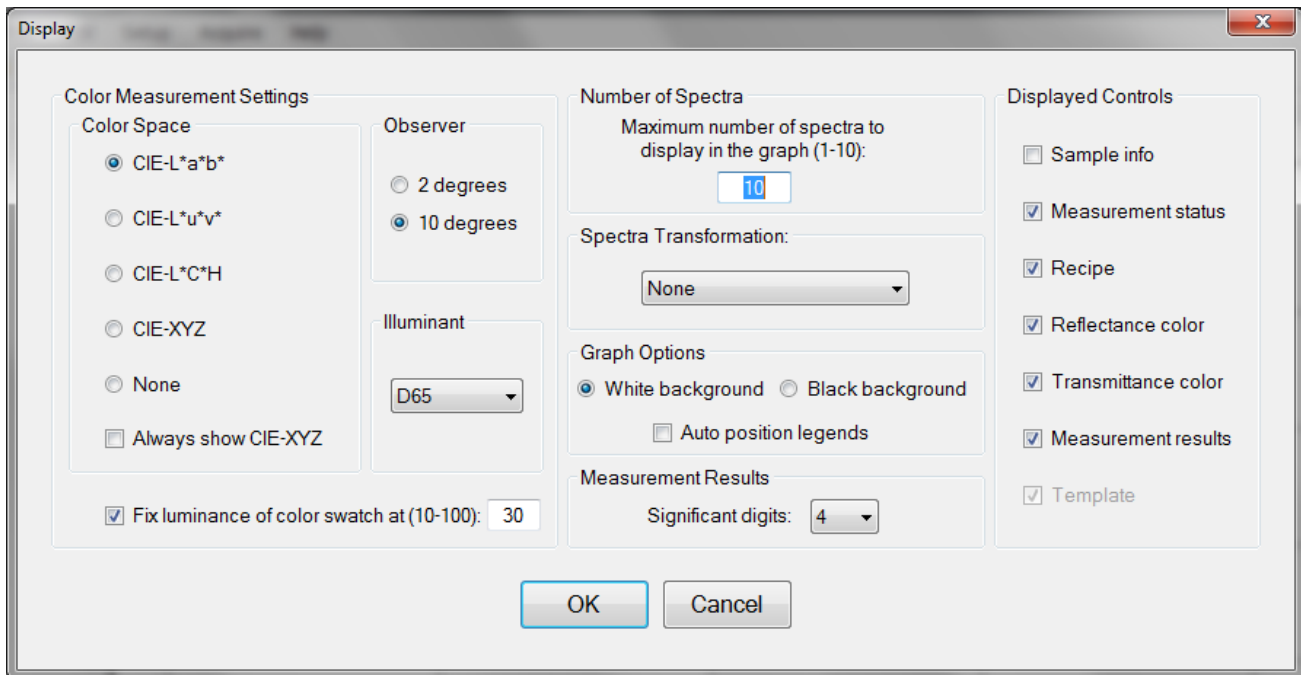 Display
Setup Acquire Help
Color Measurement Settings
Color Space
CIE-L*a*b*
CIE-L*u*v*
CIE-L*C*H
CIE-XYZ
None
Always show CIE-XYZ
Observer
2 degrees
10 degrees
Illuminant
D65
Fix luminance of color swatch at (10-100): 30
Number of Spectra
Maximum number of spectra to
display in the graph (1-10):
10
Spectra Transformation:
None
Graph Options
White background Black background
Auto position legends
Measurement Results
Significant digits: 4
Displayed Controls
Sample info
Measurement status
Recipe
Reflectance color
Transmittance color
Measurement results
Template
OK Cancel